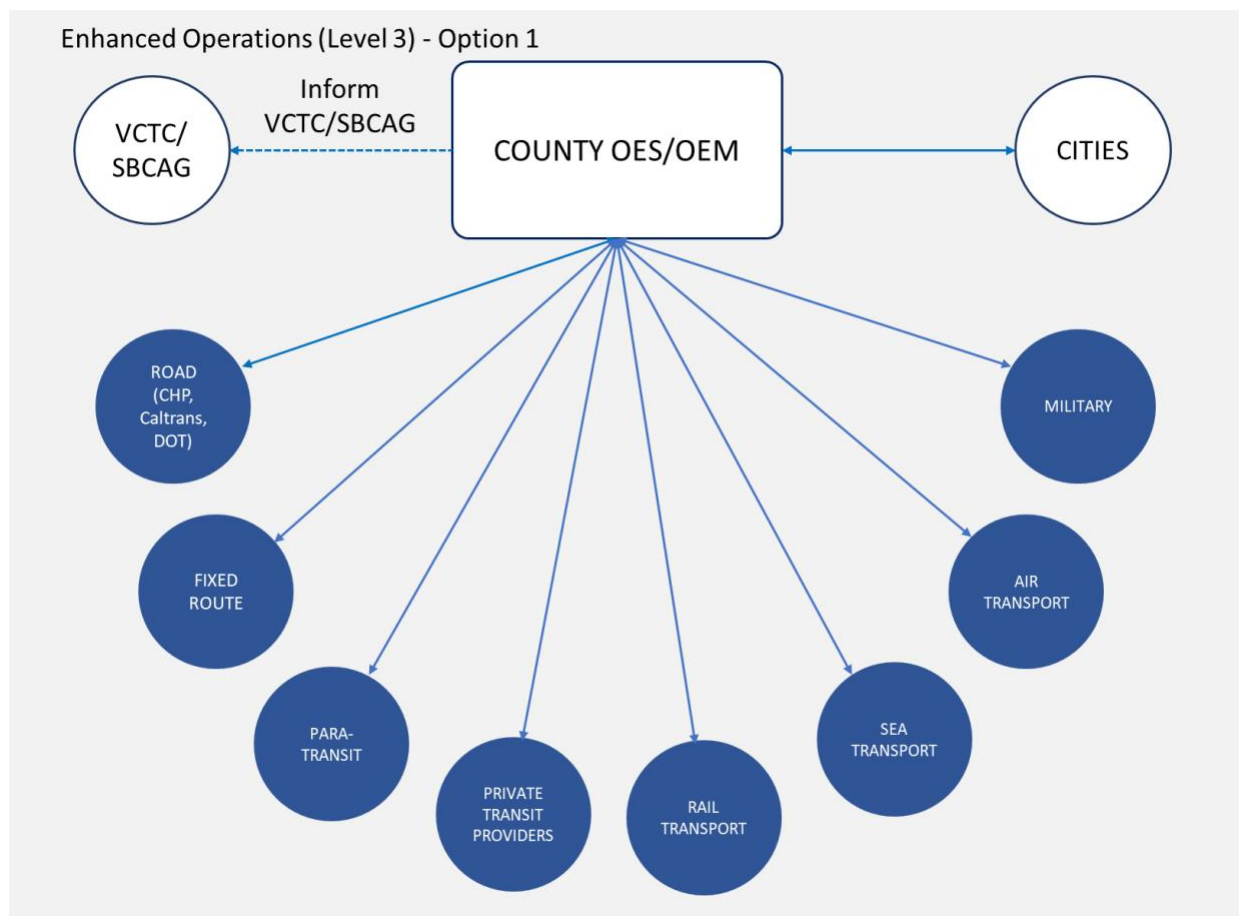 Enhanced Operations (Level 3) - Option 1
Inform
VCTC/SBCAG
VCTC/
SBCAG
COUNTY OES/OEM
CITIES
ROAD
(CHP,
Caltrans,
DOT)
MILITARY
FIXED
ROUTE
AIR
TRANSPORT
PARA-
TRANSIT
SEA
TRANSPORT
PRIVATE
TRANSIT
PROVIDERS
RAIL
TRANSPORT